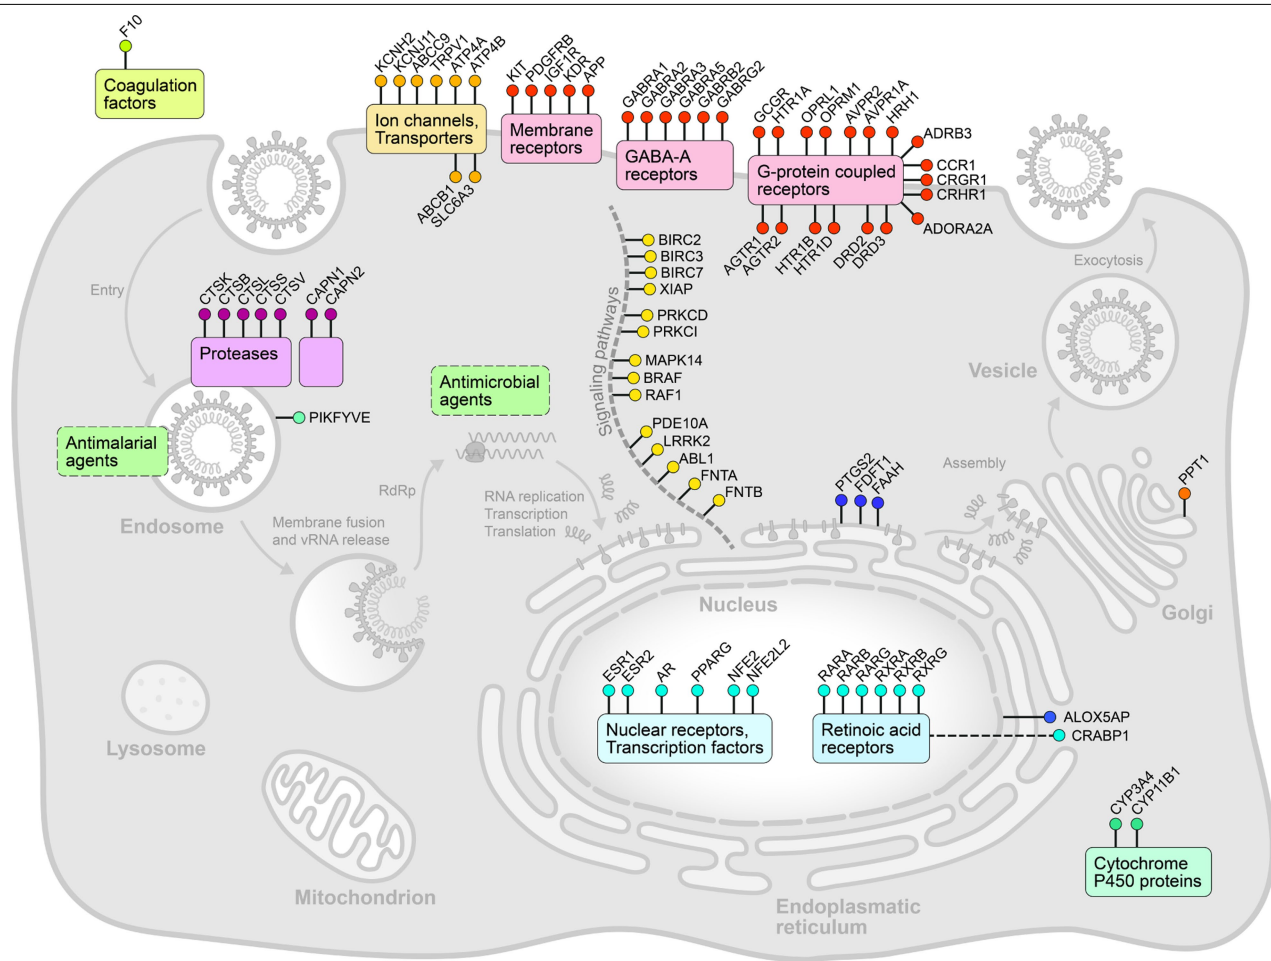 F10
Coagulation
factors
KCNH2
KCNJ11
ABCC9
TRPV1
ATP4A
ATP4B
Ion channels,
Transporters
ABCB1
SLC6A3
KIT
PDGFRB
IGF1R
KDR
APP
Membrane
receptors
GABRA1
GABRA2
GABRA3
GABRA5
GABRB2
GABRG2
GABA-A
receptors
GCGR
HTR1A
OPRL1
OPRM1
AVPR2
AVPR1A
HRH1
ADRB3
CCR1
CRGR1
CRHR1
ADORA2A
G-protein coupled
receptors
AGTR1
AGTR2
HTR1B
HTR1D
DRD2
DRD3
Entry
Exocytosis
Vesicle
CTSK
CTSB
CTSL
CTSS
CTSV
CAPN1
CAPN2
Proteases
PIKFYVE
Antimalarial
agents
Endosome
Antimicrobial
agents
Signaling pathways
BIRC2
BIRC3
BIRC7
XIAP
PRKCD
PRKCI
MAPK14
BRAF
RAF1
PDE10A
LRRK2
ABL1
FNTA
FNTB
RdRp
Membrane fusion
and vRNA release
RNA replication
Transcription
Translation
PTGS2
FDFT1
FAAH
Assembly
PPT1
Golgi
Nucleus
ESR1
ESR2
AR
PPARG
NFE2
NFE2L2
Nuclear receptors,
Transcription factors
RARA
RARB
RARG
RXRA
RXRB
RXRG
Retinoic acid
receptors
ALOX5AP
CRABP1
Lysosome
Mitochondrion
CYP3A4
CYP11B1
Cytochrome
P450 proteins
Endoplasmatic
reticulum